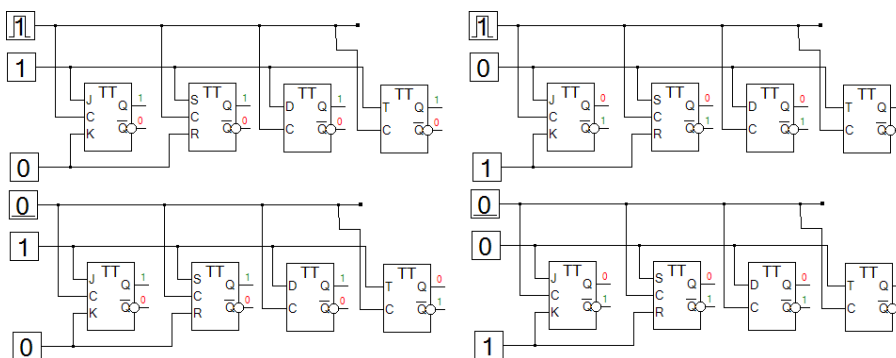 1
1
TT TT TT TT
J Q 1 S Q 1 D Q 1 T Q 1
C C
K Q̅ 0 R Q̅ 0 C Q̅ 0 C Q̅ 0
0
1
0
TT TT TT TT
J Q 0 S Q 0 D Q 0 T Q
C C
K Q̅ 1 R Q̅ 1 C Q̅ 1 C Q̅
1
0
1
TT TT TT TT
J Q 1 S Q 1 D Q 1 T Q 0
C C
K Q̅ 0 R Q̅ 0 C Q̅ 0 C Q̅ 1
0
0
0
TT TT TT TT
J Q 0 S Q 0 D Q 0 T Q
C C
K Q̅ 1 R Q̅ 1 C Q̅ 1 C Q̅
1